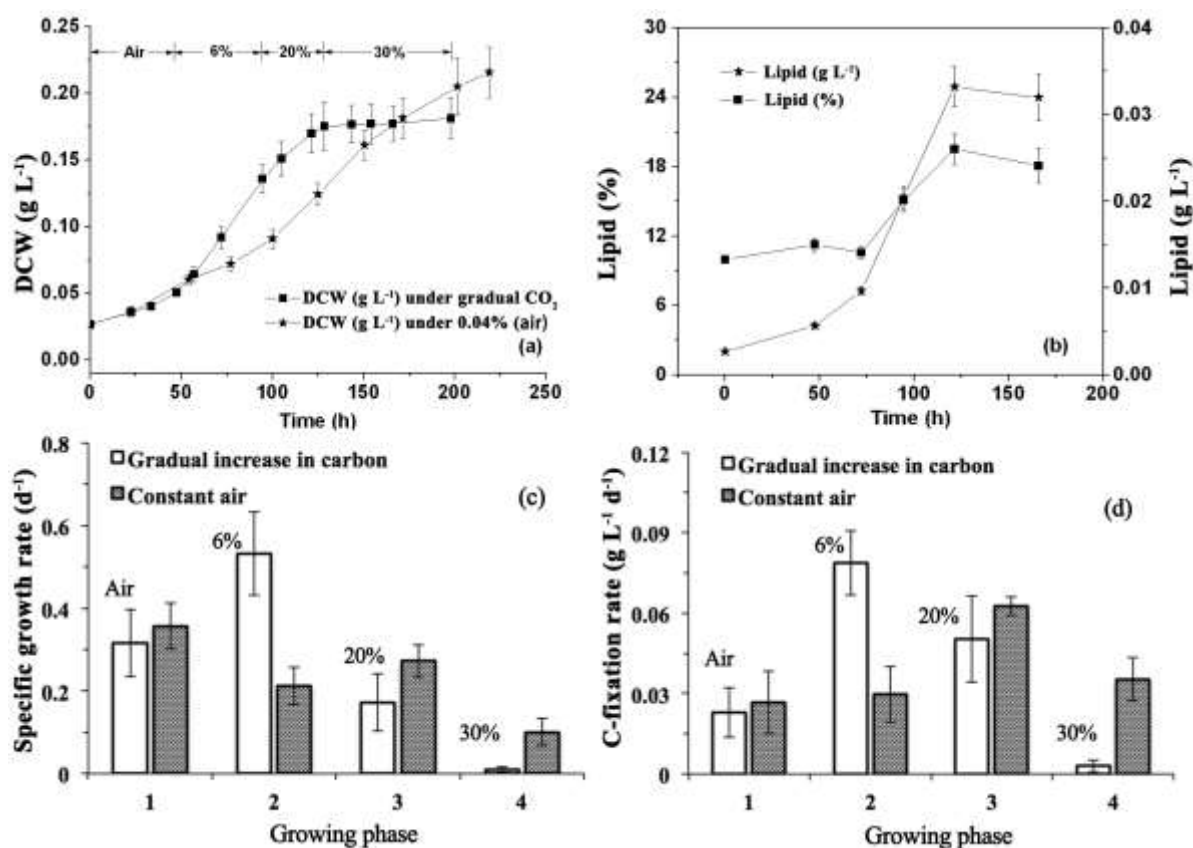 0.25
0.20
0.15
0.10
0.05
0.00
DCW (g L⁻¹)
Air 6% 20% 30%
DCW (g L⁻¹) under gradual CO₂
DCW (g L⁻¹) under 0.04% (air)
(a)
0 50 100 150 200 250
Time (h)
30
24
18
12
6
0
Lipid (%)
Lipid (g L⁻¹)
Lipid (%)
(b)
0.04
0.03
0.02
0.01
0.00
Lipid (g L⁻¹)
0 50 100 150 200
Time (h)
0.8
0.6
0.4
0.2
0
Specific growth rate (d⁻¹)
Gradual increase in carbon
Constant air
(c)
Air
6%
20%
30%
1 2 3 4
Growing phase
0.12
0.09
0.06
0.03
0.00
C-fixation rate (g L⁻¹ d⁻¹)
Gradual increase in carbon
Constant air
(d)
Air
6%
20%
30%
1 2 3 4
Growing phase